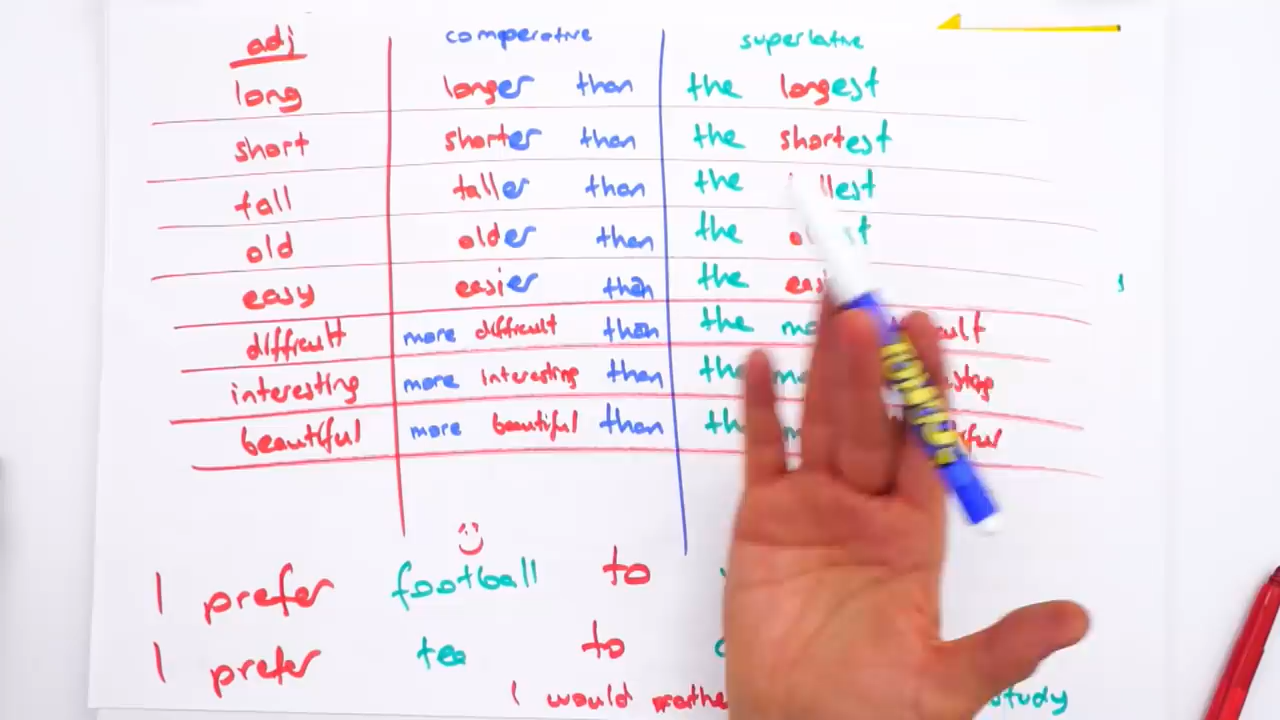 adj comperative superlative
long longer than the longest
short shorter than the shortest
tall taller than the
old older than the
easy easier than the
difficult more difficult than the
interesting more interesting than the
beautiful more beautiful than
I prefer football to
I prefer tea to
I would study